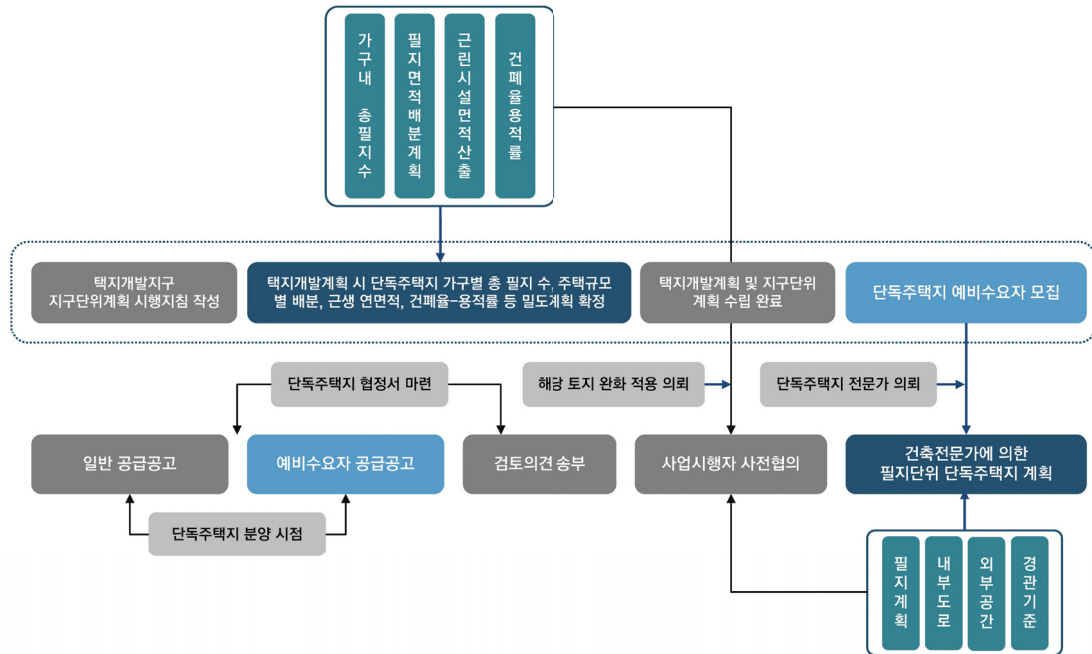 가구내 총필지수
필지면적배분계획
근린시설면적산출
건폐율용적률
택지개발지구
지구단위계획 시행지침 작성
택지개발계획 시 단독주택지 가구별 총 필지 수, 주택규모
별 배분, 근생 연면적, 건폐율-용적률 등 밀도계획 확정
택지개발계획 및 지구단위
계획 수립 완료
단독주택지 예비수요자 모집
단독주택지 협정서 마련
해당 토지 완화 적용 의뢰
단독주택지 전문가 의뢰
일반 공급공고
예비수요자 공급공고
검토의견 송부
사업시행자 사전협의
건축전문가에 의한
필지단위 단독주택지 계획
단독주택지 분양 시점
필지계획
내부도로
외부공간
경관기준